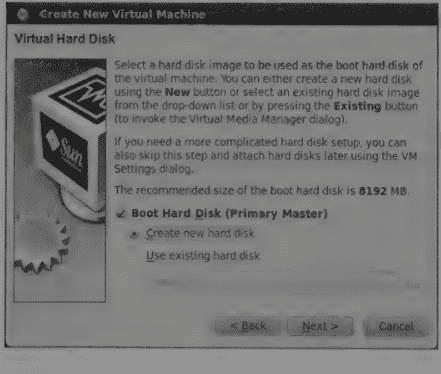 Create New Virtual Machine
Virtual Hard Disk
Select a hard disk image to be used as the boot hard disk of
the virtual machine. You can either create a new hard disk
using the New button or select an existing hard disk image
from the drop-down list or by pressing the Existing button
(to invoke the Virtual Media Manager dialog).
If you need a more complicated hard disk setup, you can
also skip this step and attach hard disks later using the VM
Settings dialog.
The recommended size of the boot hard disk is 8192 MB.
Boot Hard Disk (Primary Master)
Create new hard disk
Use existing hard disk
Sun
< Back
Next >
Cancel